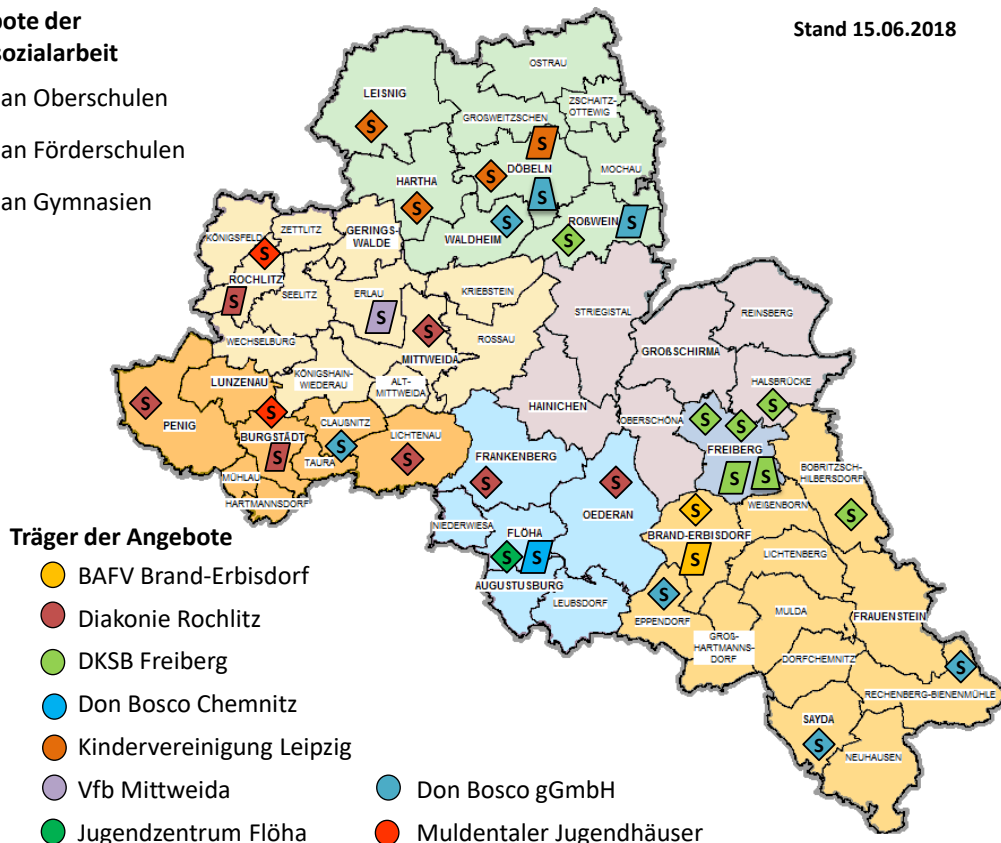 bote der
sozialarbeit
Stand 15.06.2018
an Oberschulen
an Förderschulen
an Gymnasien
OSTRAU
LEISNIG
ZSCHAITZ-
OTTEWIG
GROẞWEITZSCHEN
S
S
DÖBELN
MOCHAU
S
HARTHA
S
S
WALDHEIM
S
ROẞWEIN
S
S
KÖNIGSFELD
ZETTLITZ
GERINGS-
WALDE
S
ROCHLITZ
S
SEELITZ
ERLAU
S
KRIEBSTEIN
STRIEGISTAL
REINSBERG
MITTWEIDA
S
ROSSAU
WECHSELBURG
GROẞSCHIRMA
KÖNIGSHAIN-
WIEDERAU
ALT-
MITTWEIDA
LUNZENAU
HALSBRÜCKE
S
PENIG
S
S
CLAUẞNITZ
HAINICHEN
OBERSCHÖNA
S
S
BURGSTÄDT
S
TAURA
S
LICHTENAU
S
FREIBERG
S
S
FRANKENBERG
S
S
MÜHLAU
HARTMANNSDORF
BOBRITZSCH-
HILBERSDORF
S
WEIẞENBORN
OEDERAN
S
BRAND-ERBISDORF
S
NIEDERWIESA
FLÖHA
S
S
LICHTENBERG
AUGUSTUSBURG
LEUBSDORF
S
EPPENDORF
MULDA
FRAUENSTEIN
GROẞ-
HARTMANNS-
DORF
DORFCHEMNITZ
S
RECHENBERG-BIENENMÜHLE
SAYDA
S
NEUHAUSEN
Träger der Angebote
BAFV Brand-Erbisdorf
Diakonie Rochlitz
DKSB Freiberg
Don Bosco Chemnitz
Kindervereinigung Leipzig
Vfb Mittweida
Don Bosco gGmbH
Jugendzentrum Flöha
Muldentaler Jugendhäuser